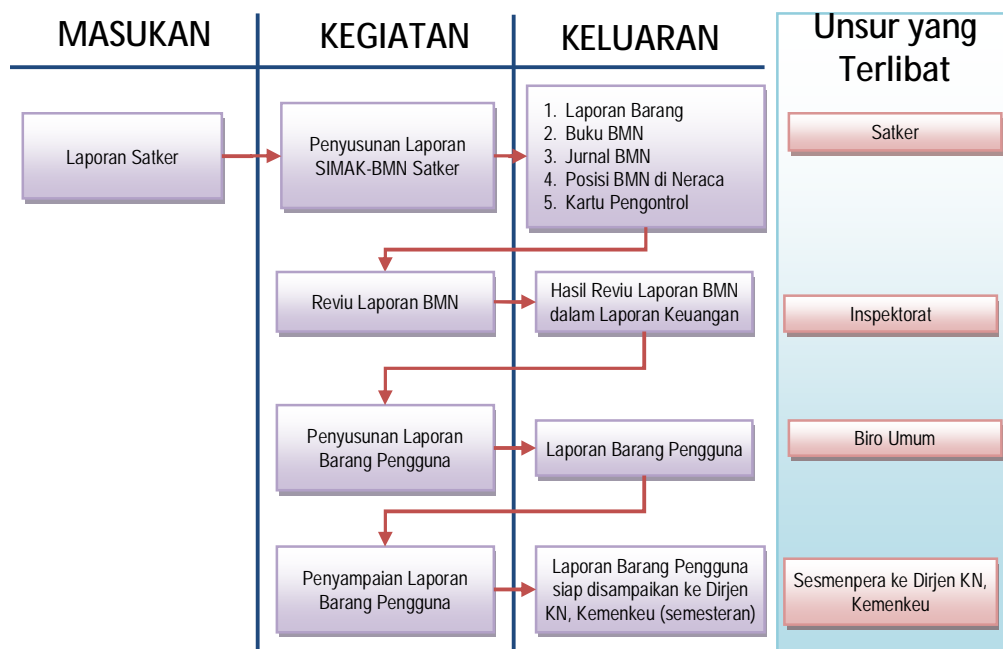 MASUKAN
KEGIATAN
KELUARAN
Unsur yang
Terlibat
Laporan Satker
Penyusunan Laporan
SIMAK-BMN Satker
1. Laporan Barang
2. Buku BMN
3. Jurnal BMN
4. Posisi BMN di Neraca
5. Kartu Pengontrol
Satker
Reviu Laporan BMN
Hasil Reviu Laporan BMN
dalam Laporan Keuangan
Inspektorat
Penyusunan Laporan
Barang Pengguna
Laporan Barang Pengguna
Biro Umum
Penyampaian Laporan
Barang Pengguna
Laporan Barang Pengguna
siap disampaikan ke Dirjen
KN, Kemenkeu (semesteran)
Sesmenpera ke Dirjen KN,
Kemenkeu